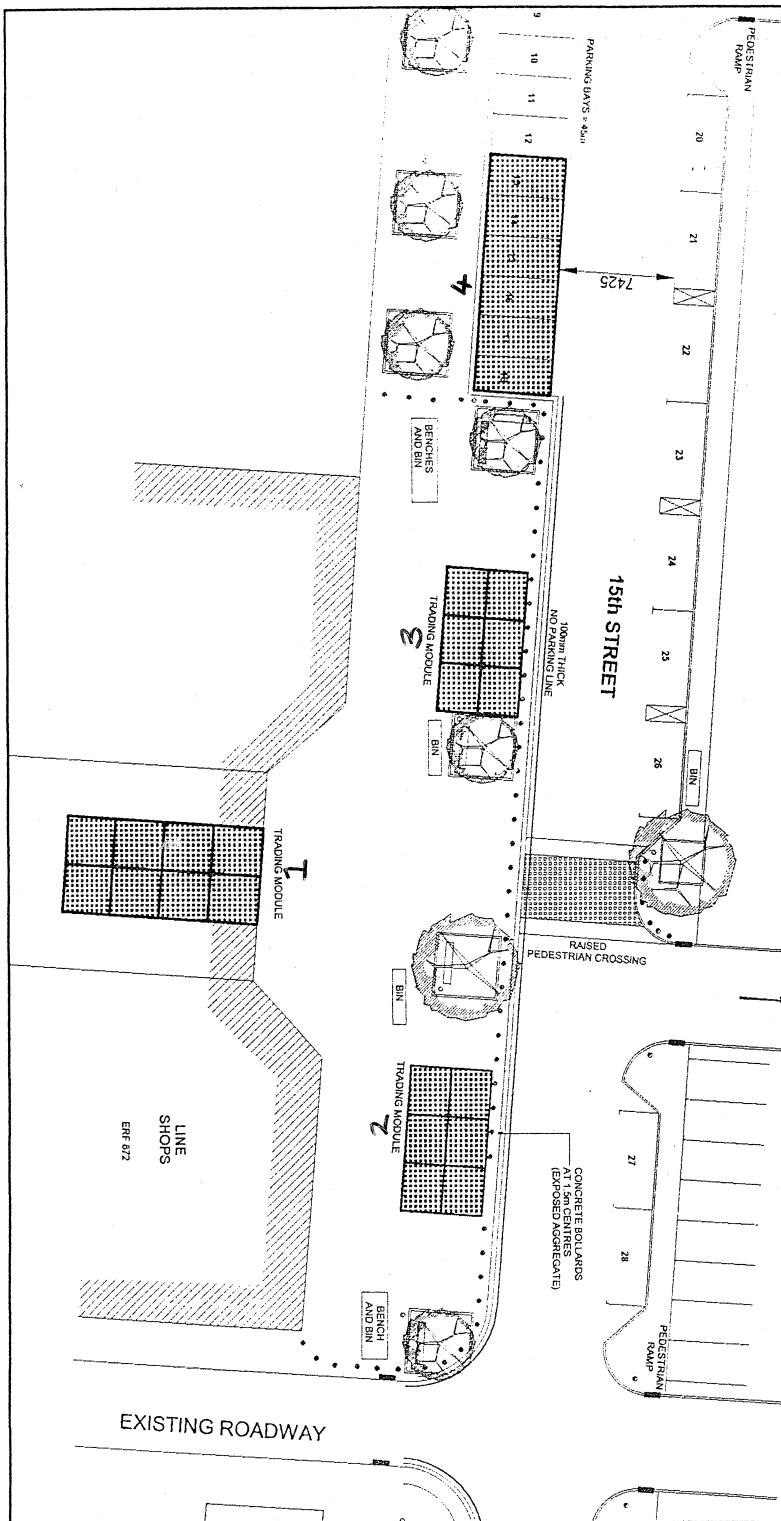 PEDESTRIAN
RAMP
9
10
11
12
PARKING BAYS = 45no
20
21
22
23
24
25
26
7425
4
BENCHES
AND BIN
15th STREET
100mm THICK
NO PARKING LINE
3
TRADING MODULE
BIN
BIN
1
TRADING MODULE
RAISED
PEDESTRIAN CROSSING
BIN
2
TRADING MODULE
CONCRETE BOLLARDS
AT 1.5m CENTRES
(EXPOSED AGGREGATE)
27
28
LINE
SHOPS
ERF 872
BENCH
AND BIN
PEDESTRIAN
RAMP
EXISTING ROADWAY